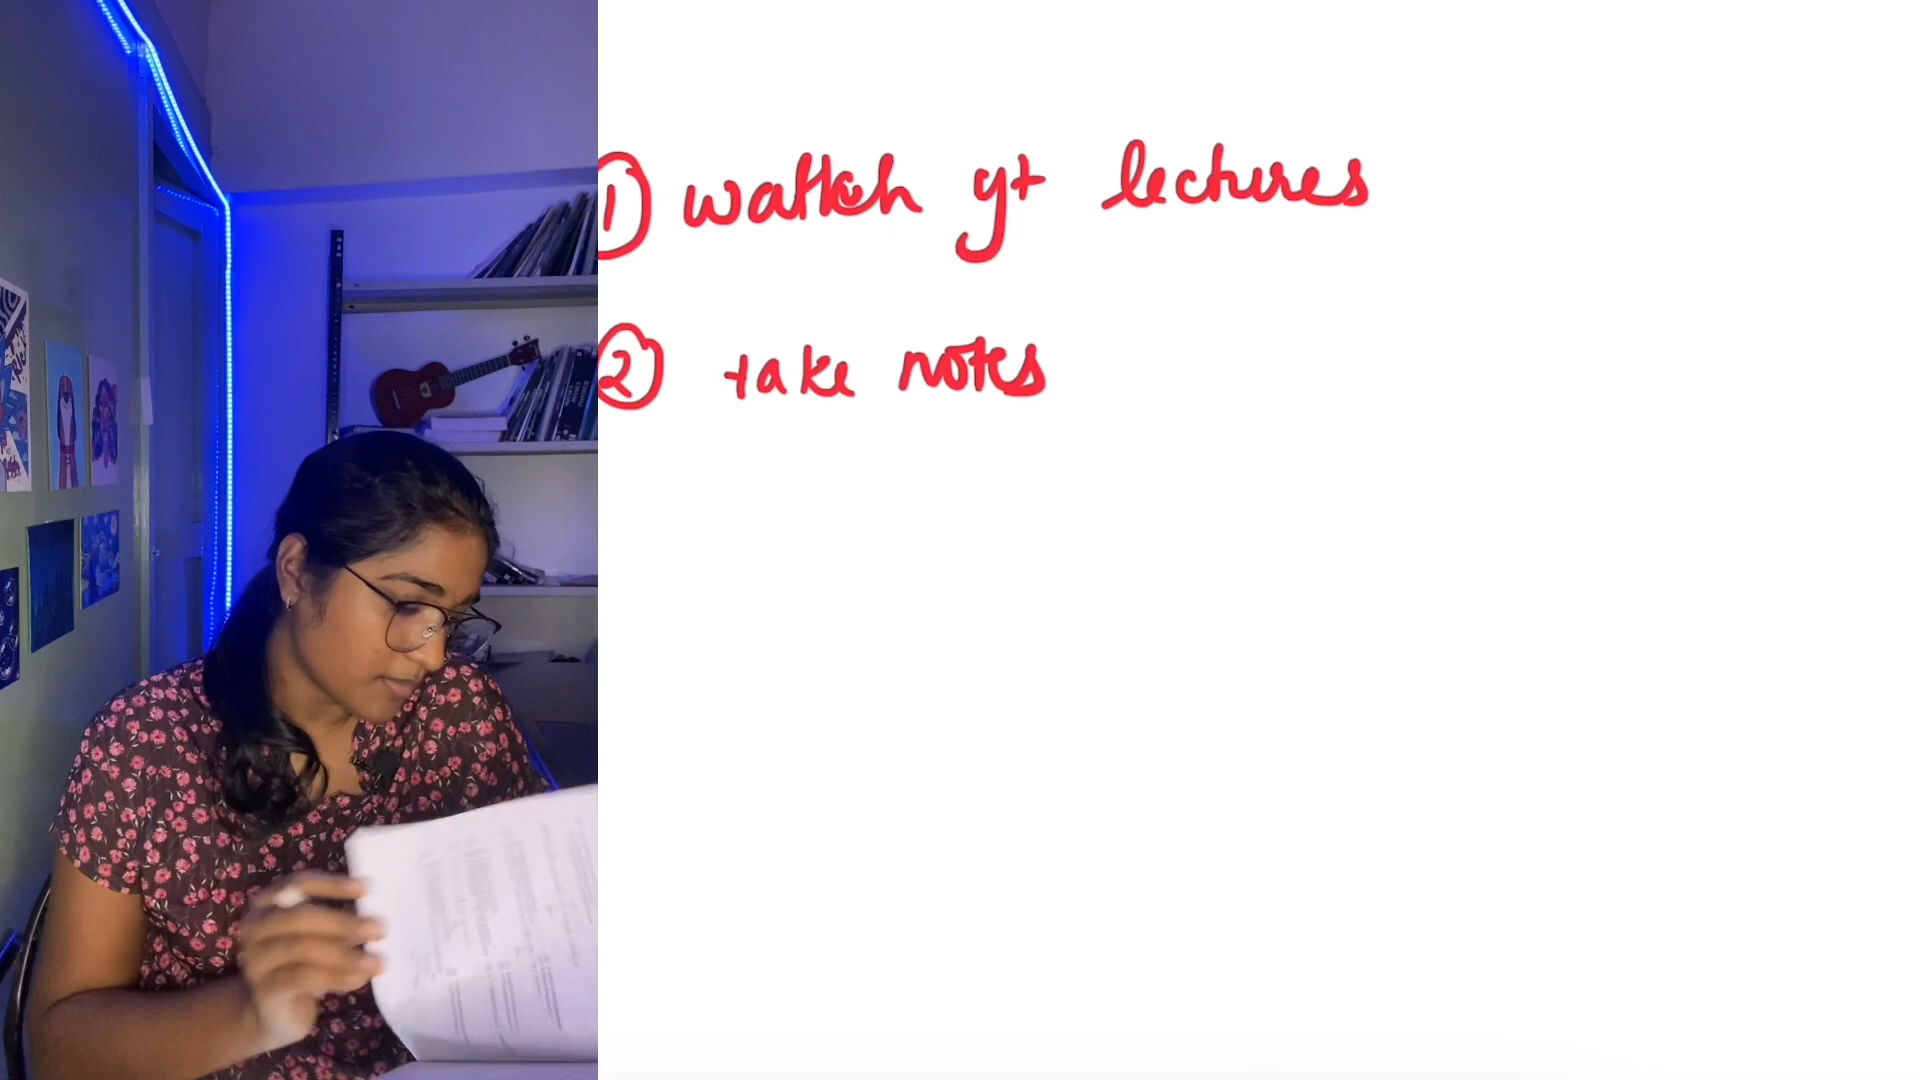 ① watch yt lectures
② take notes